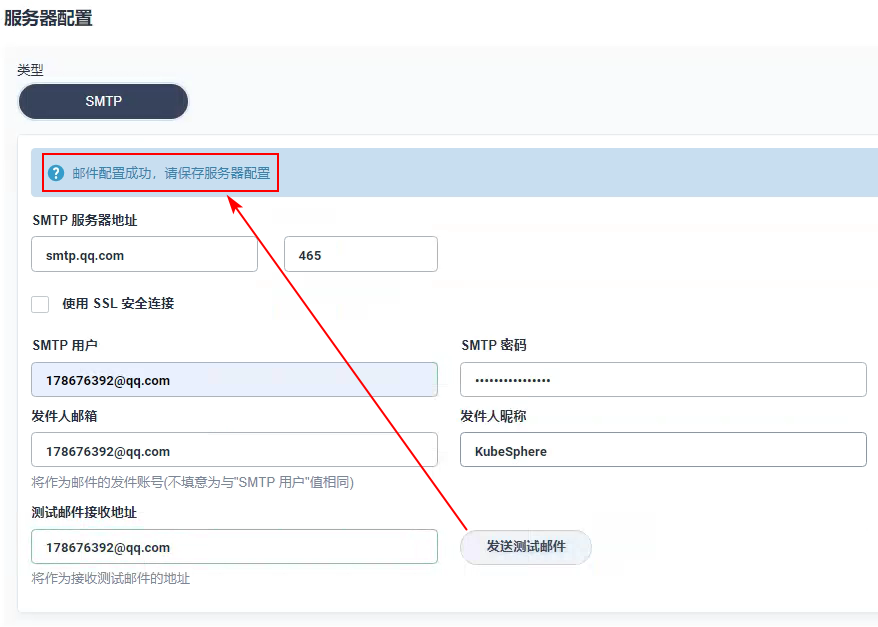 服务器配置
类型
SMTP
? 邮件配置成功，请保存服务器配置
SMTP 服务器地址
smtp.qq.com 465
使用 SSL 安全连接
SMTP 用户 SMTP 密码
178676392@qq.com ••••••••••••••••
发件人邮箱 发件人昵称
178676392@qq.com KubeSphere
将作为邮件的发件账号(不填意为与"SMTP 用户"值相同)
测试邮件接收地址
178676392@qq.com 发送测试邮件
将作为接收测试邮件的地址